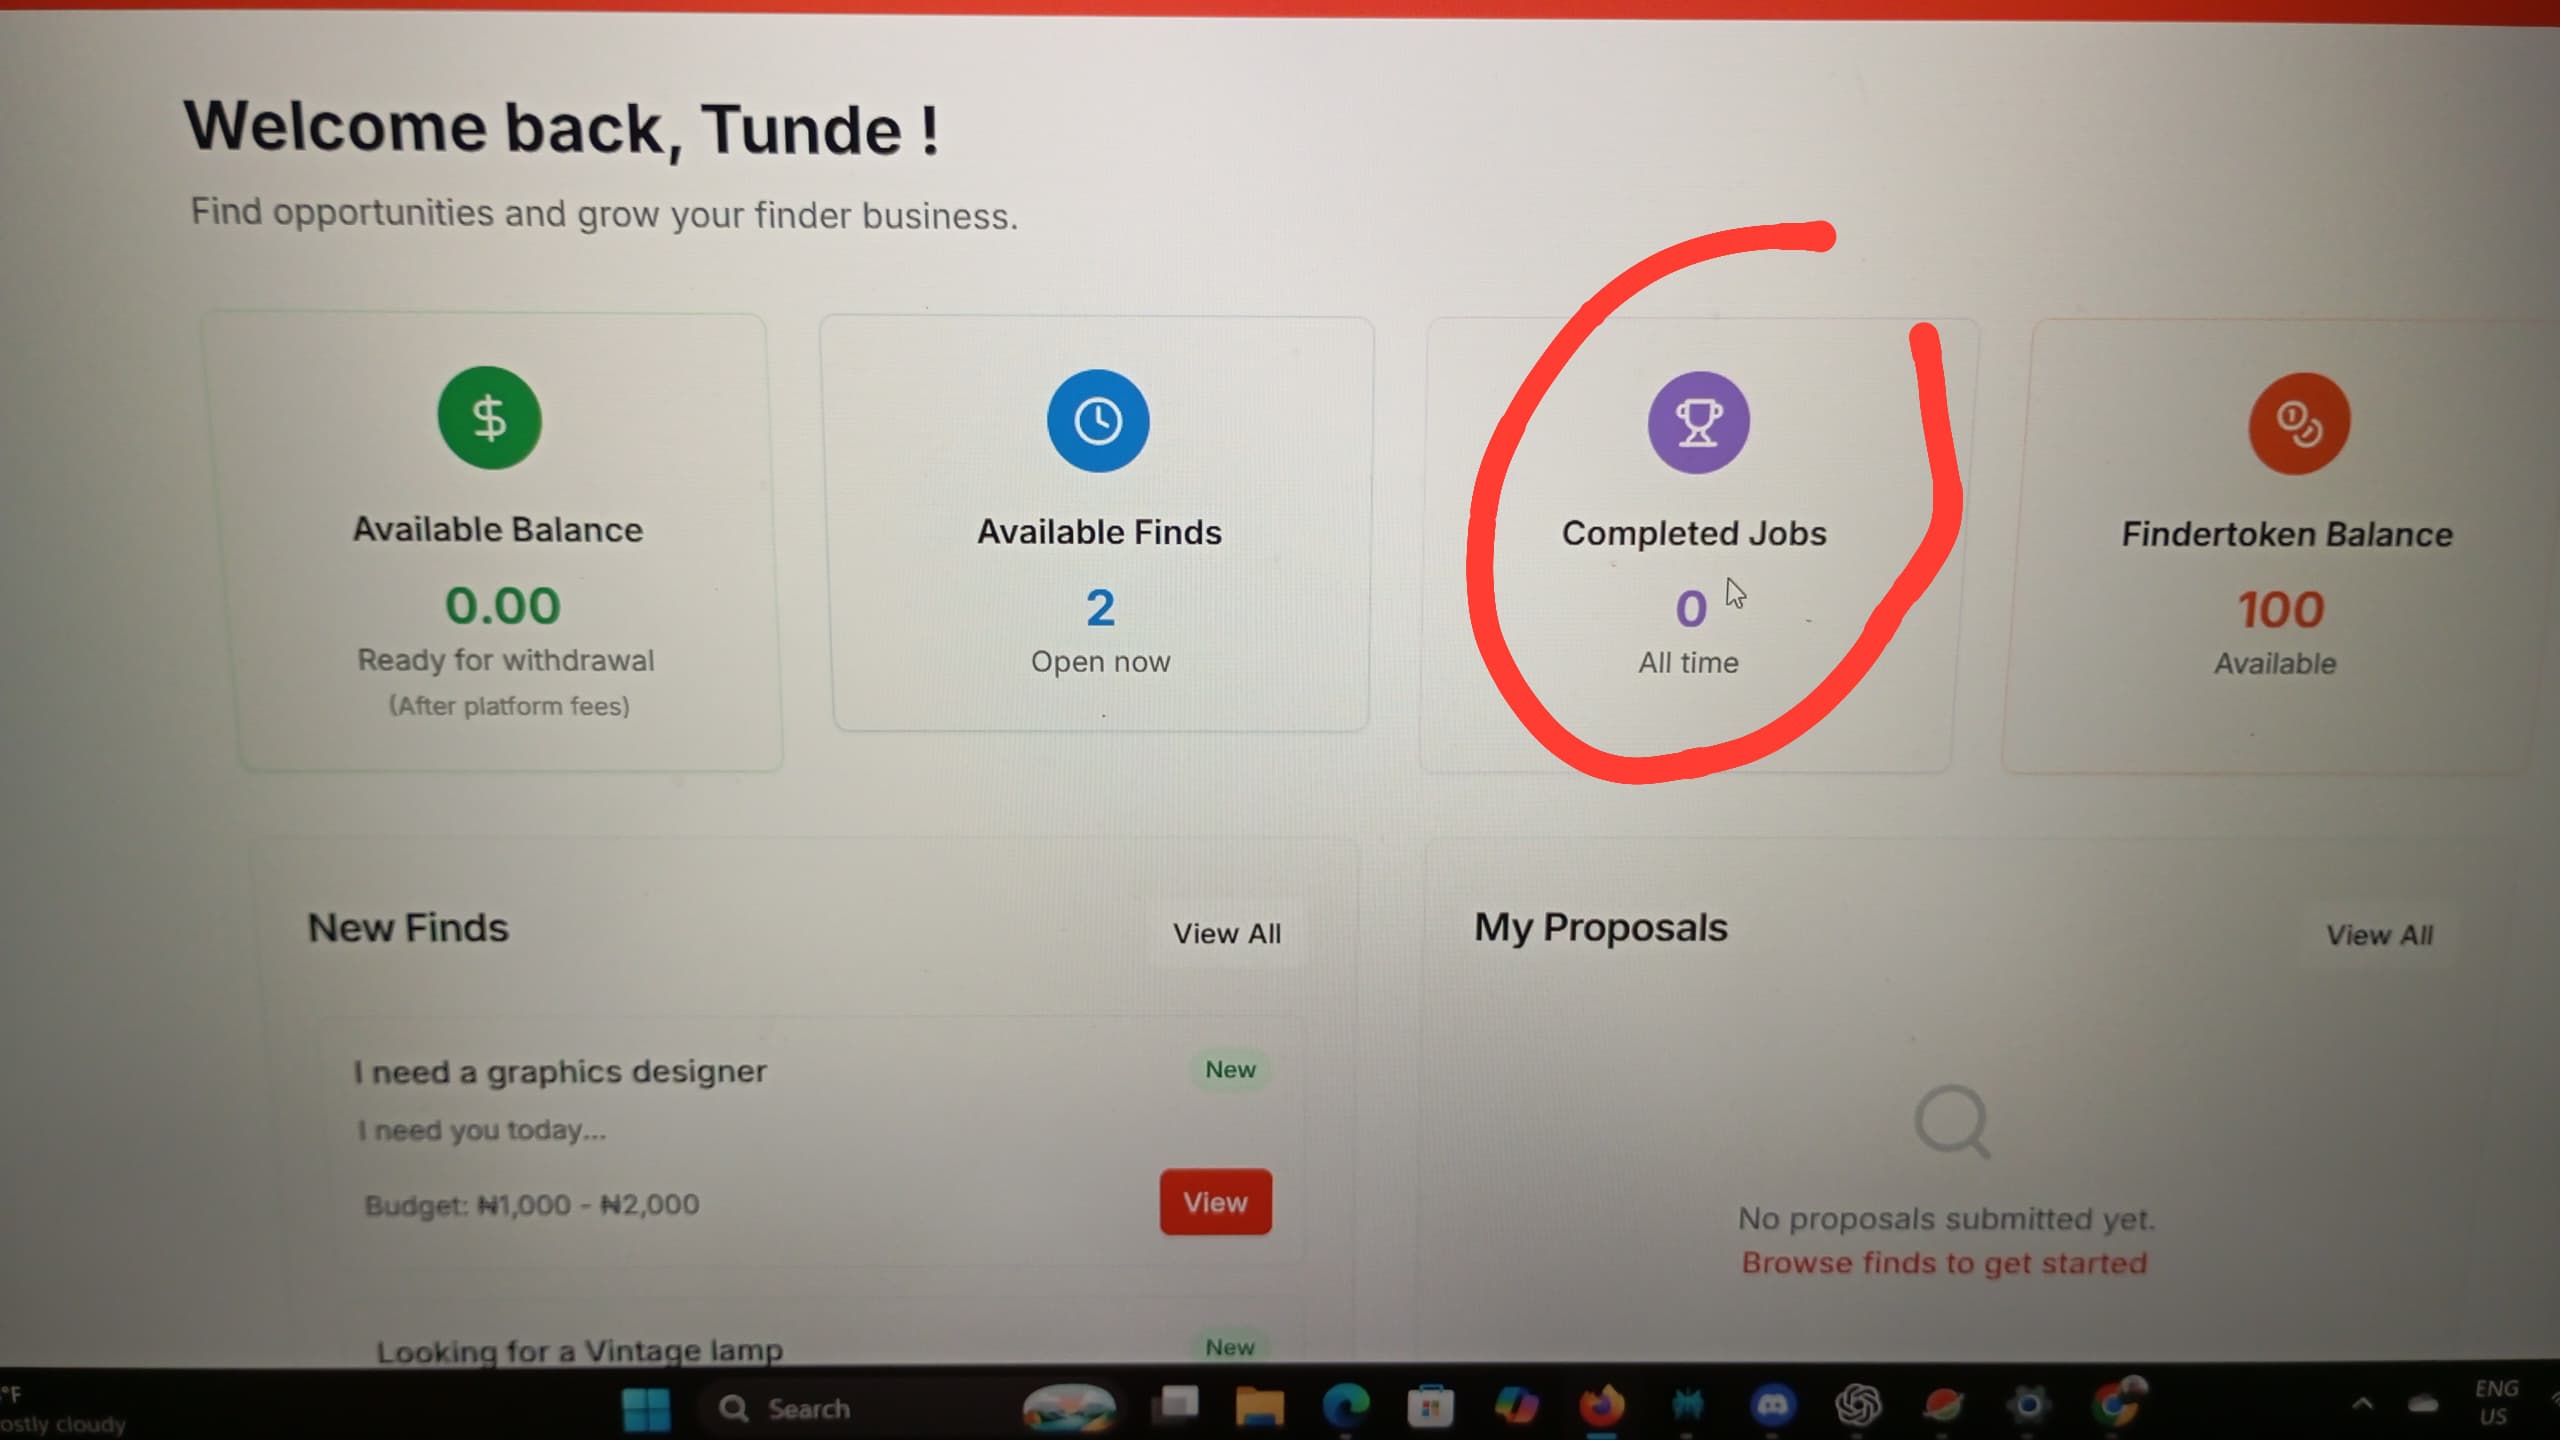 Welcome back, Tunde !
Find opportunities and grow your finder business.
Available Balance
0.00
Ready for withdrawal
(After platform fees)
Available Finds
2
Open now
Completed Jobs
0
All time
Findertoken Balance
100
Available
New Finds
View All
I need a graphics designer
New
I need you today...
Budget: ₦1,000 - ₦2,000
View
Looking for a Vintage lamp
New
My Proposals
View All
No proposals submitted yet.
Browse finds to get started
°F
ostly cloudy
Search
ENG
US